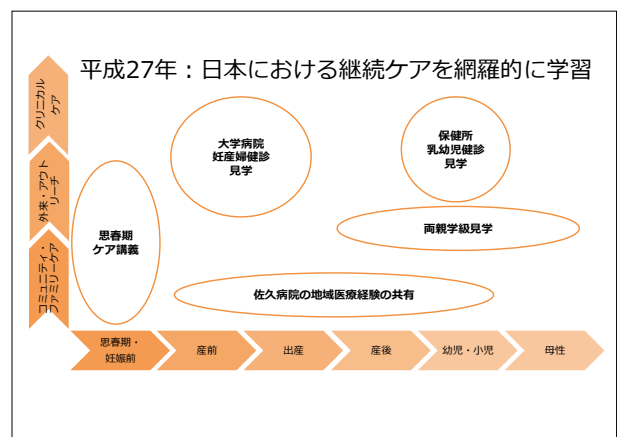 平成27年：日本における継続ケアを網羅的に学習
クリニカル
ケア
外来・アウト
リーチ
コミュニティ・
ファミリーケア
大学病院
妊産婦健診
見学
保健所
乳幼児健診
見学
思春期
ケア講義
両親学級見学
佐久病院の地域医療経験の共有
思春期・
妊娠前
産前
出産
産後
幼児・小児
母性